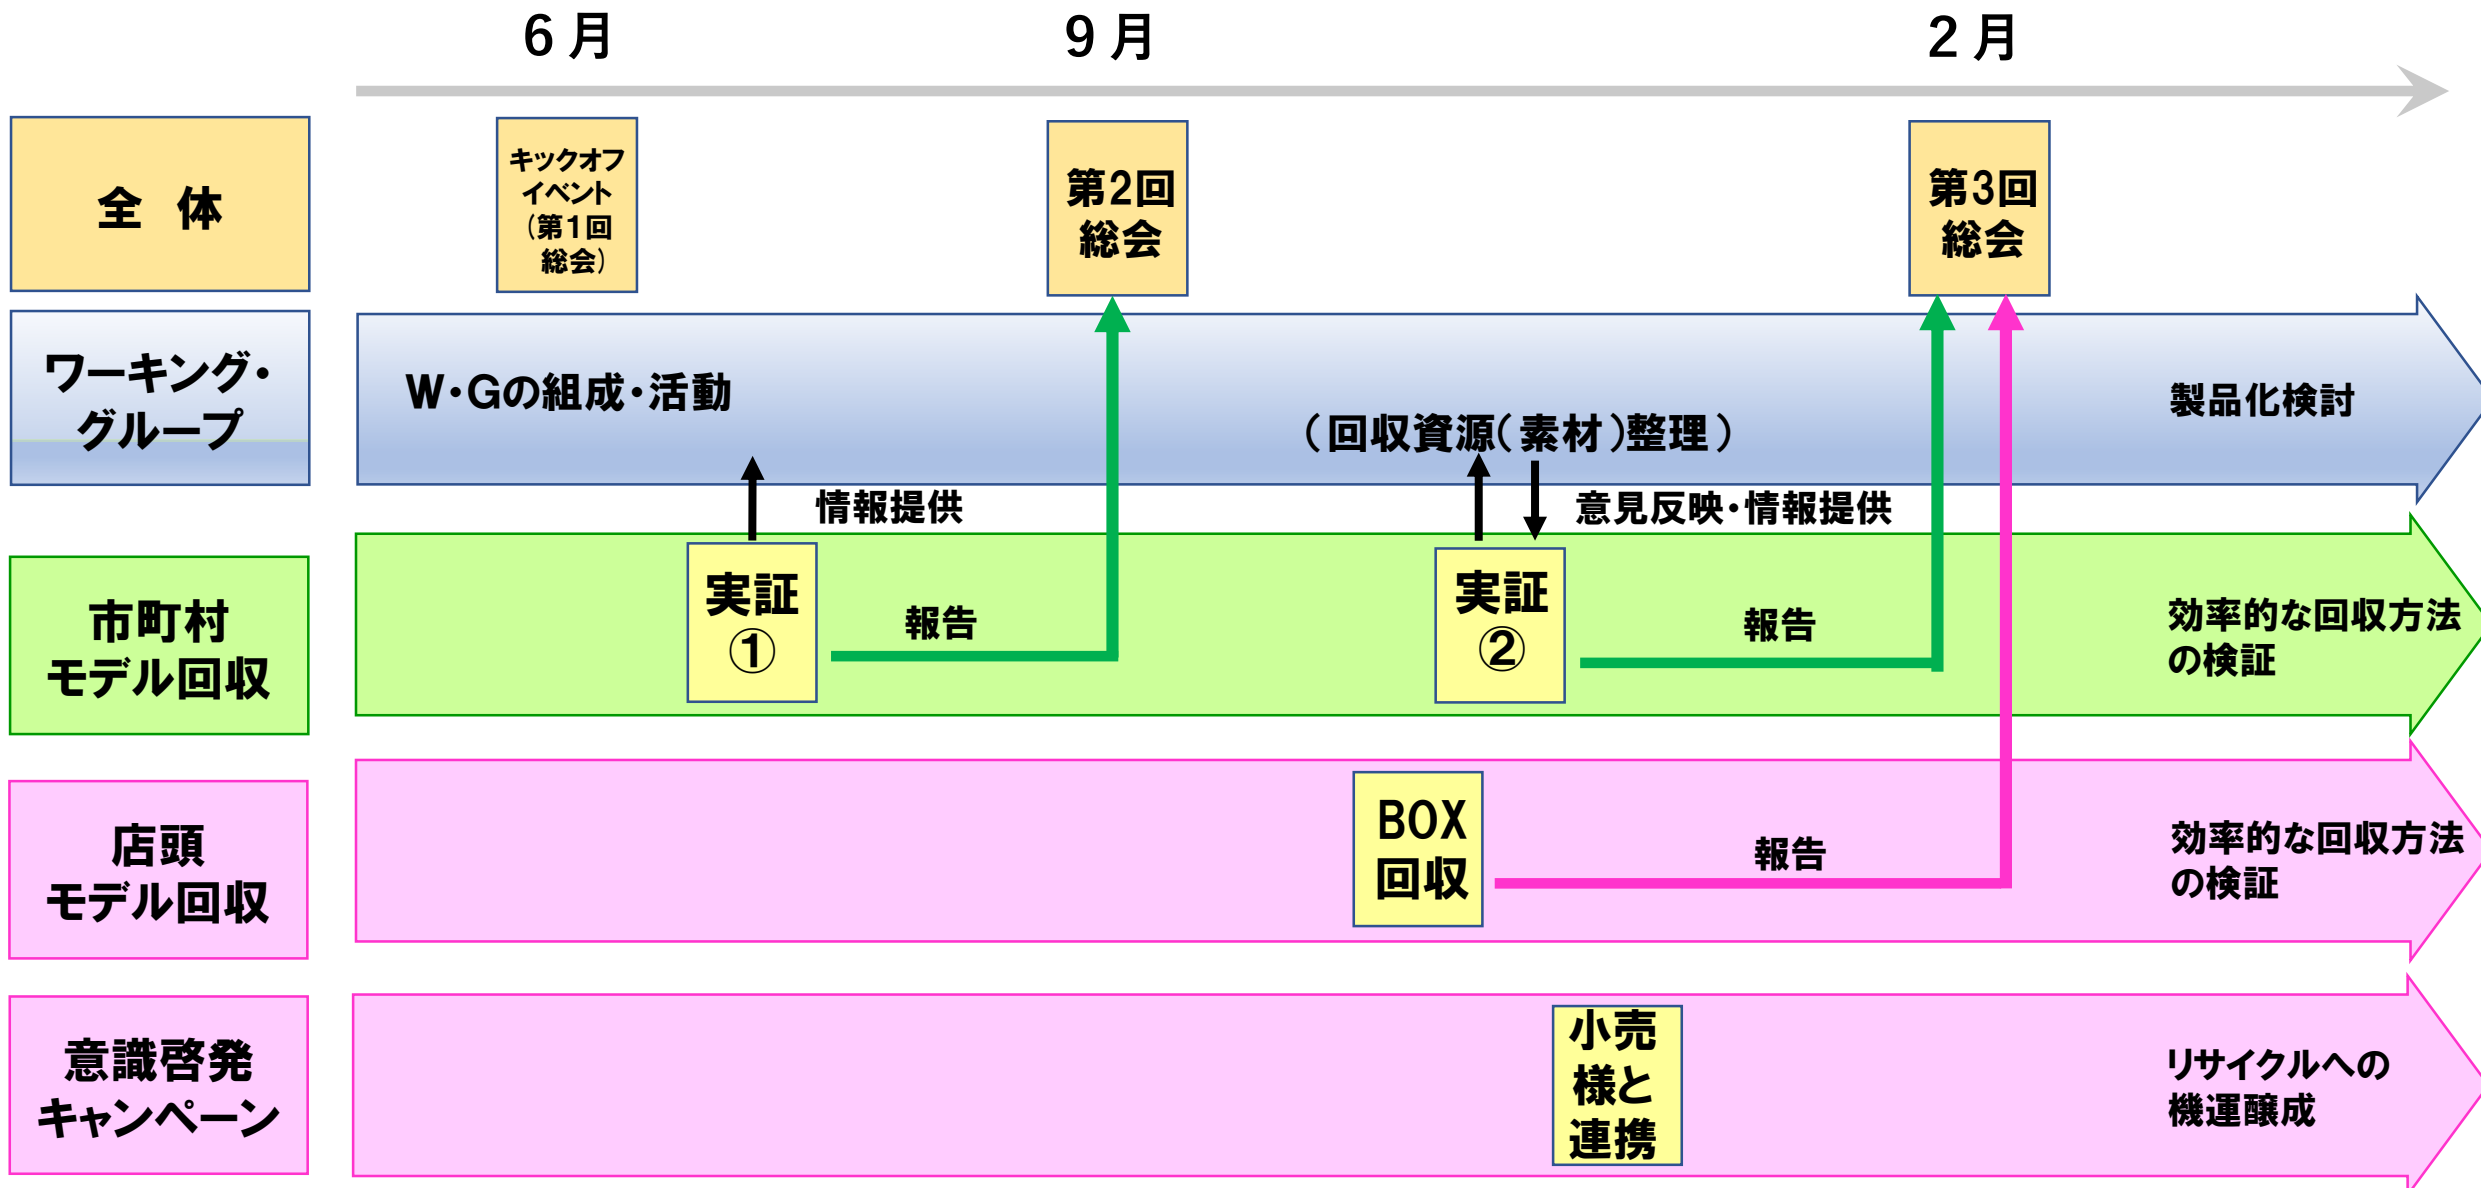 6月
9月
2月
全 体
キックオフ
イベント
(第1回
総会)
第2回
総会
第3回
総会
ワーキング・
グループ
W・Gの組成・活動
(回収資源(素材)整理)
製品化検討
情報提供
意見反映・情報提供
市町村
モデル回収
実証
①
報告
実証
②
報告
効率的な回収方法
の検証
店頭
モデル回収
BOX
回収
報告
効率的な回収方法
の検証
意識啓発
キャンペーン
小売
様と
連携
リサイクルへの
機運醸成